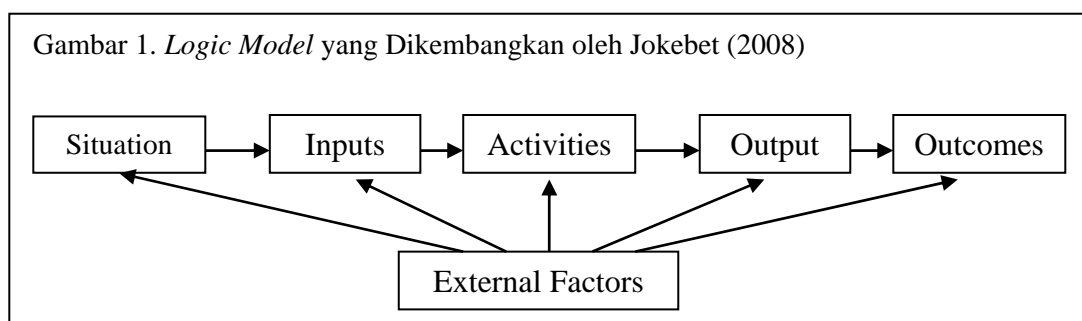 Gambar 1. Logic Model yang Dikembangkan oleh Jokebet (2008)
Situation Inputs Activities Output Outcomes
External Factors